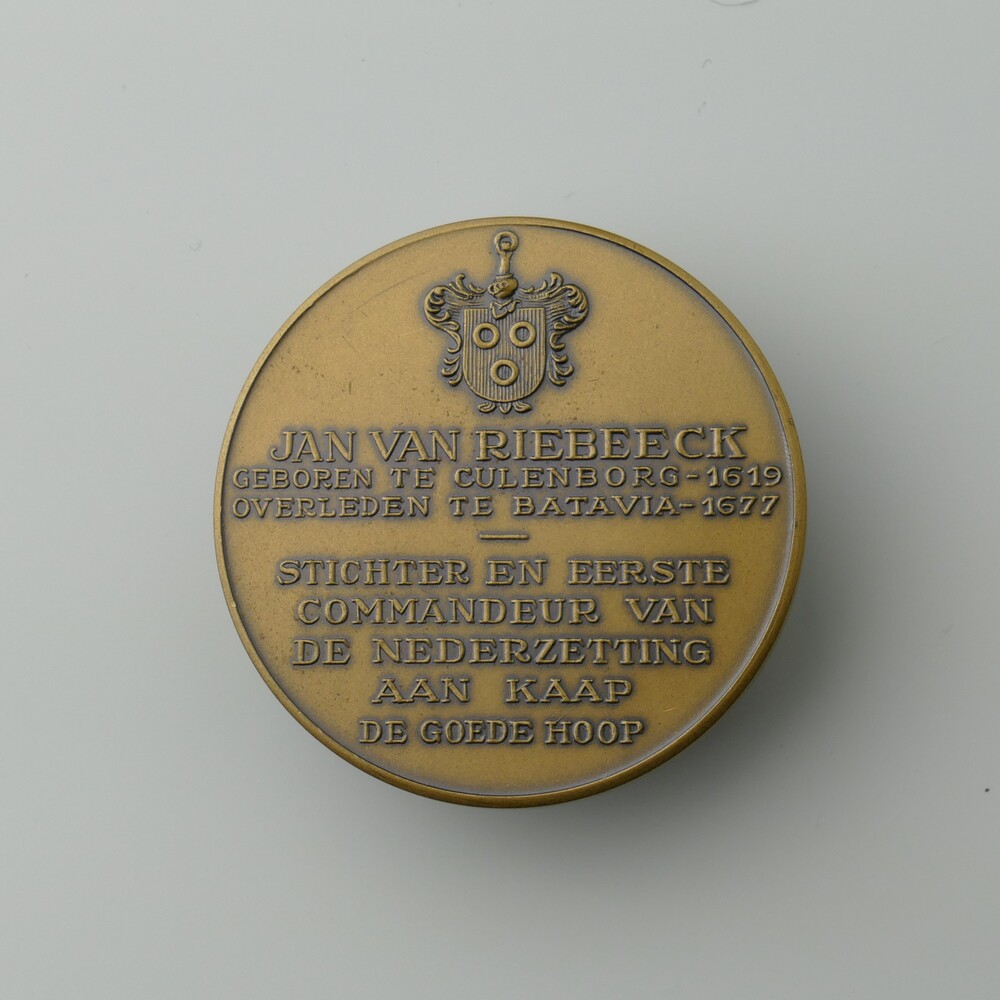 JAN VAN RIEBEECK
GEBOREN TE CULENBORG-1619
OVERLEDEN TE BATAVIA-1677
STICHTER EN EERSTE
COMMANDEUR VAN
DE NEDERZETTING
AAN KAAP
DE GOEDE HOOP